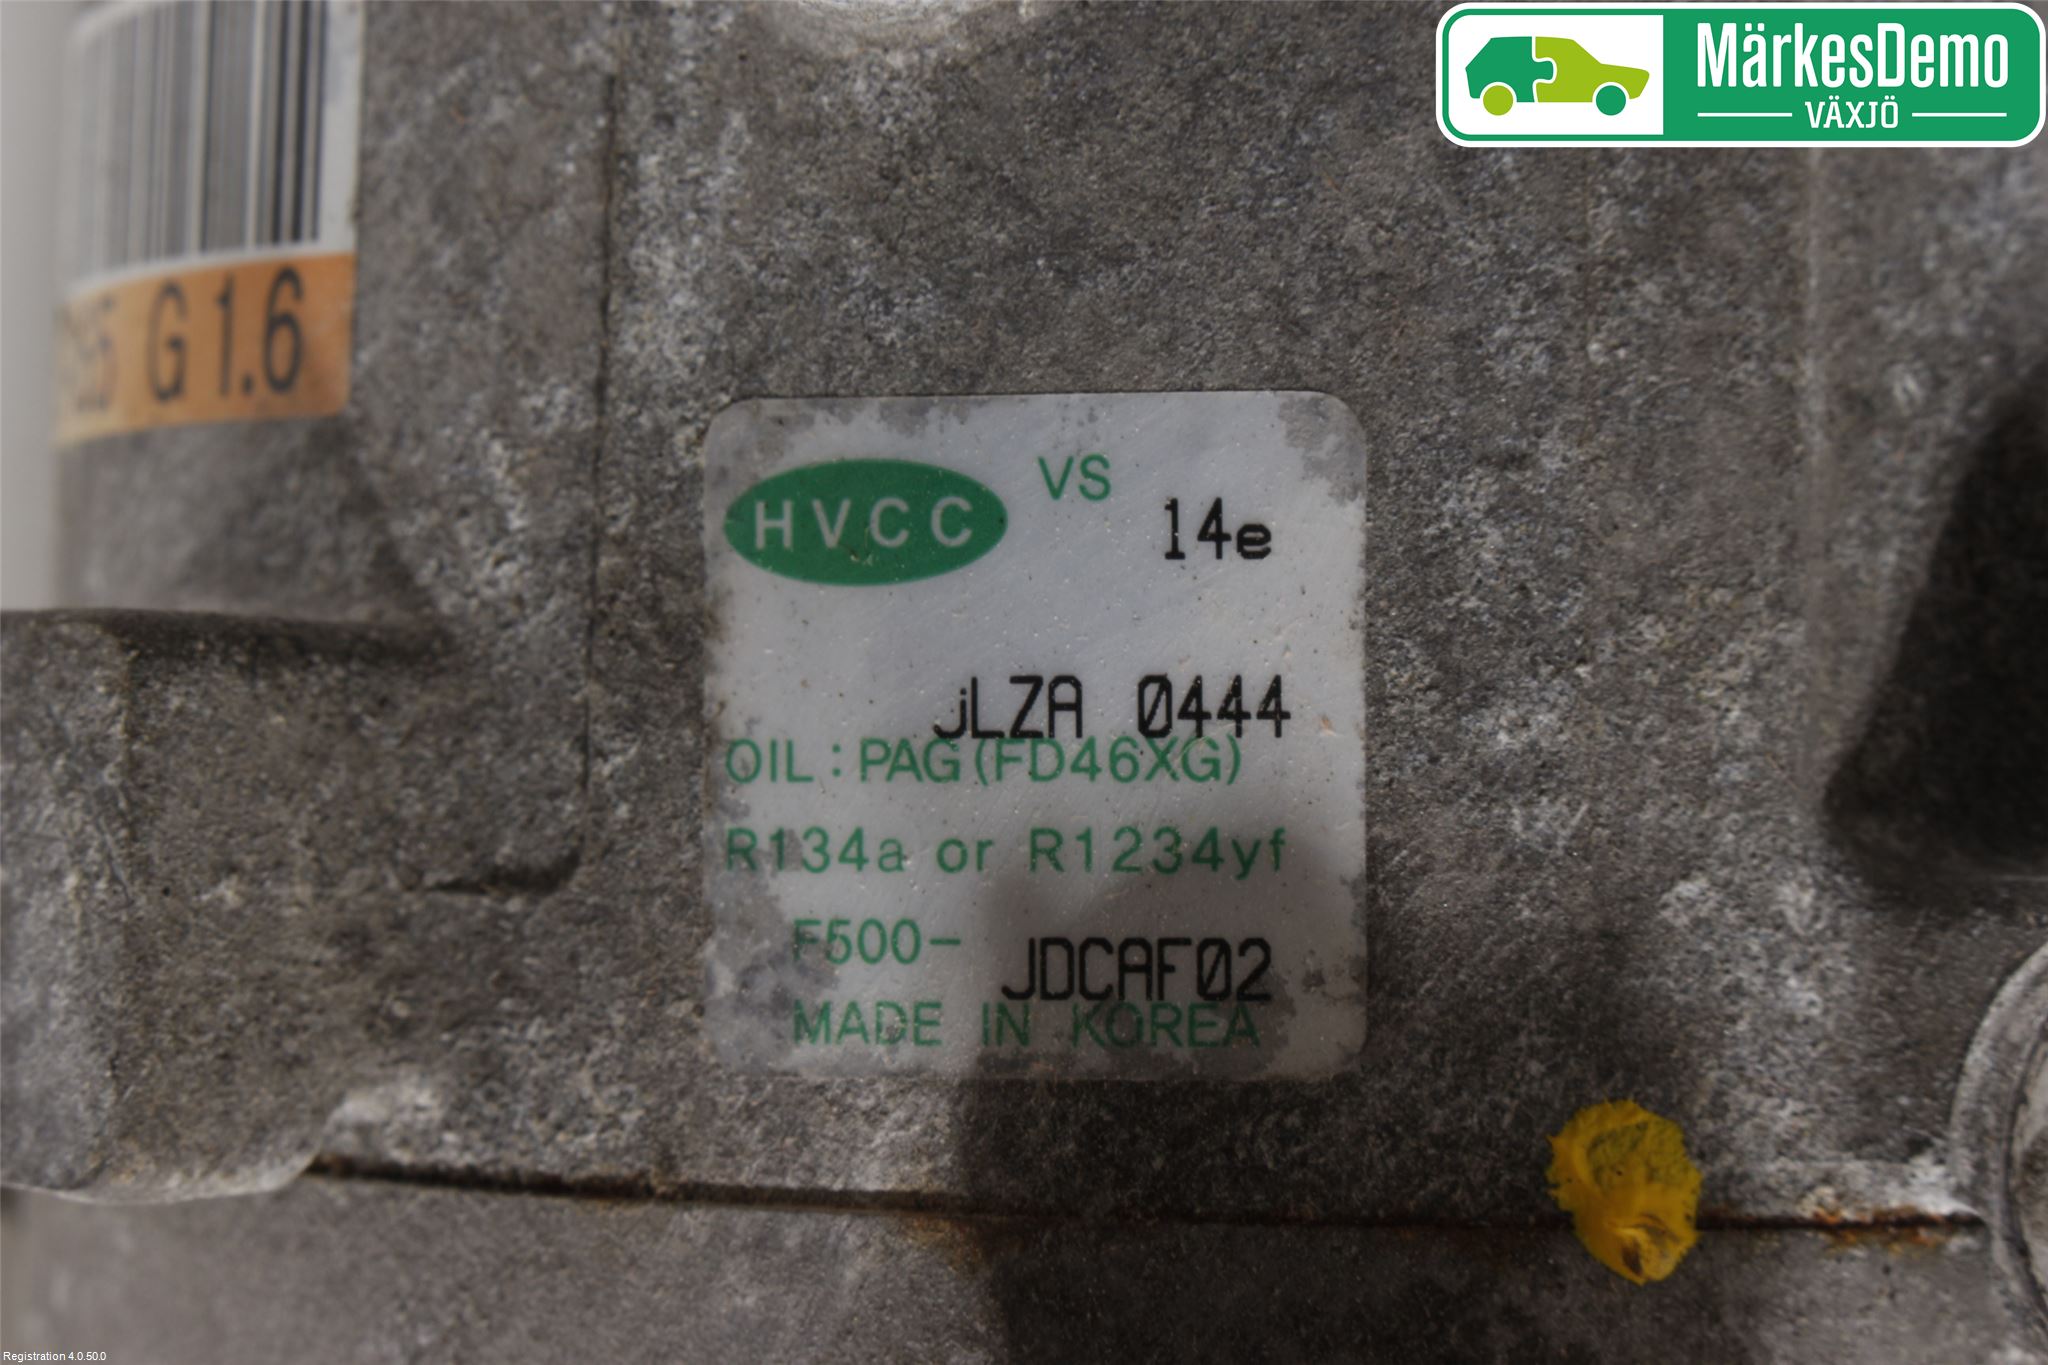 MärkesDemo
VÄXJÖ
G 1.6
HVCC
VS
14e
jLZA 0444
OIL : PAG (FD46XG)
R134a or R1234yf
F500- JDCAF02
MADE IN KOREA
Registration 4.0.50.0